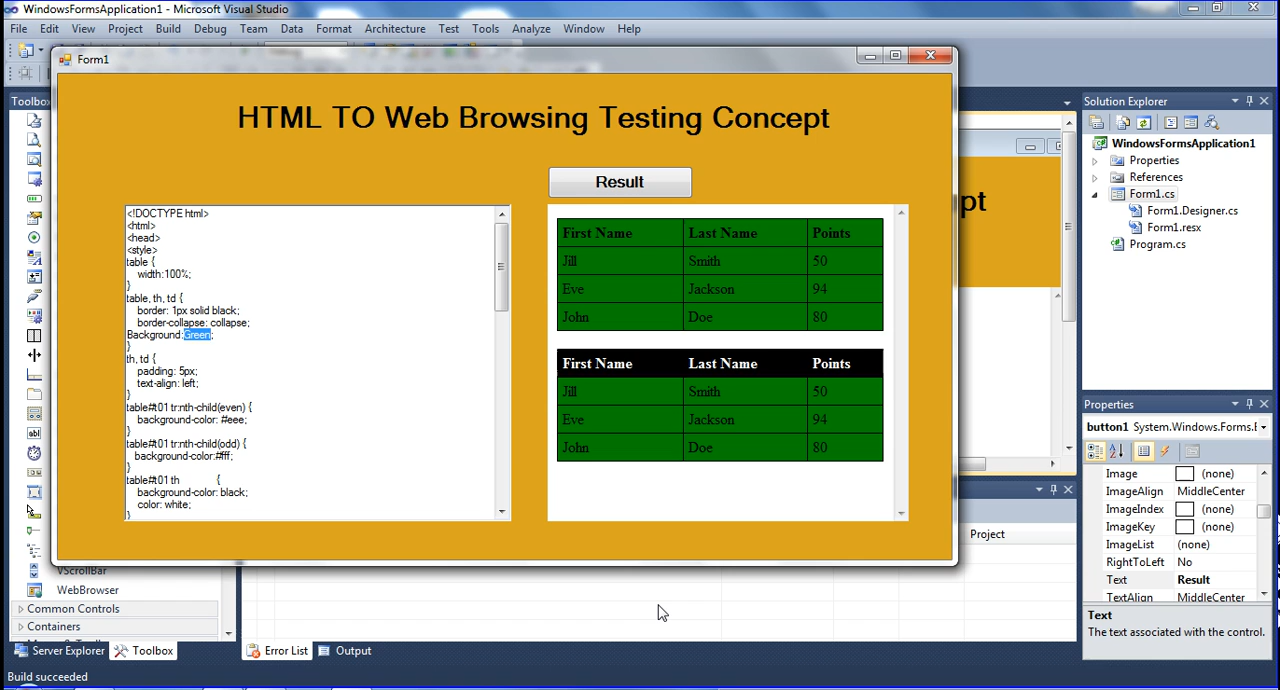 WindowsFormsApplication1 - Microsoft Visual Studio
File Edit View Project Build Debug Team Data Format Architecture Test Tools Analyze Window Help
Form1
HTML TO Web Browsing Testing Concept
Result
<!DOCTYPE html>
<html>
<head>
<style>
table {
width:100%;
}
table, th, td {
border: 1px solid black;
border-collapse: collapse;
Background:Green;
}
th, td {
padding: 5px;
text-align: left;
}
table#t01 tr:nth-child(even) {
background-color: #eee;
}
table#t01 tr:nth-child(odd) {
background-color:#fff;
}
table#t01 th {
background-color: black;
color: white;
}
First Name Last Name Points
Jill Smith 50
Eve Jackson 94
John Doe 80
First Name Last Name Points
Jill Smith 50
Eve Jackson 94
John Doe 80
pt
Toolbox
VScrollBar
WebBrowser
Common Controls
Containers
Server Explorer Toolbox
Error List Output
Project
Build succeeded
Solution Explorer
WindowsFormsApplication1
Properties
References
Form1.cs
Form1.Designer.cs
Form1.resx
Program.cs
Properties
button1 System.Windows.Forms.
Image (none)
ImageAlign MiddleCenter
ImageIndex (none)
ImageKey (none)
ImageList (none)
RightToLeft No
Text Result
TextAlign MiddleCenter
Text
The text associated with the control.